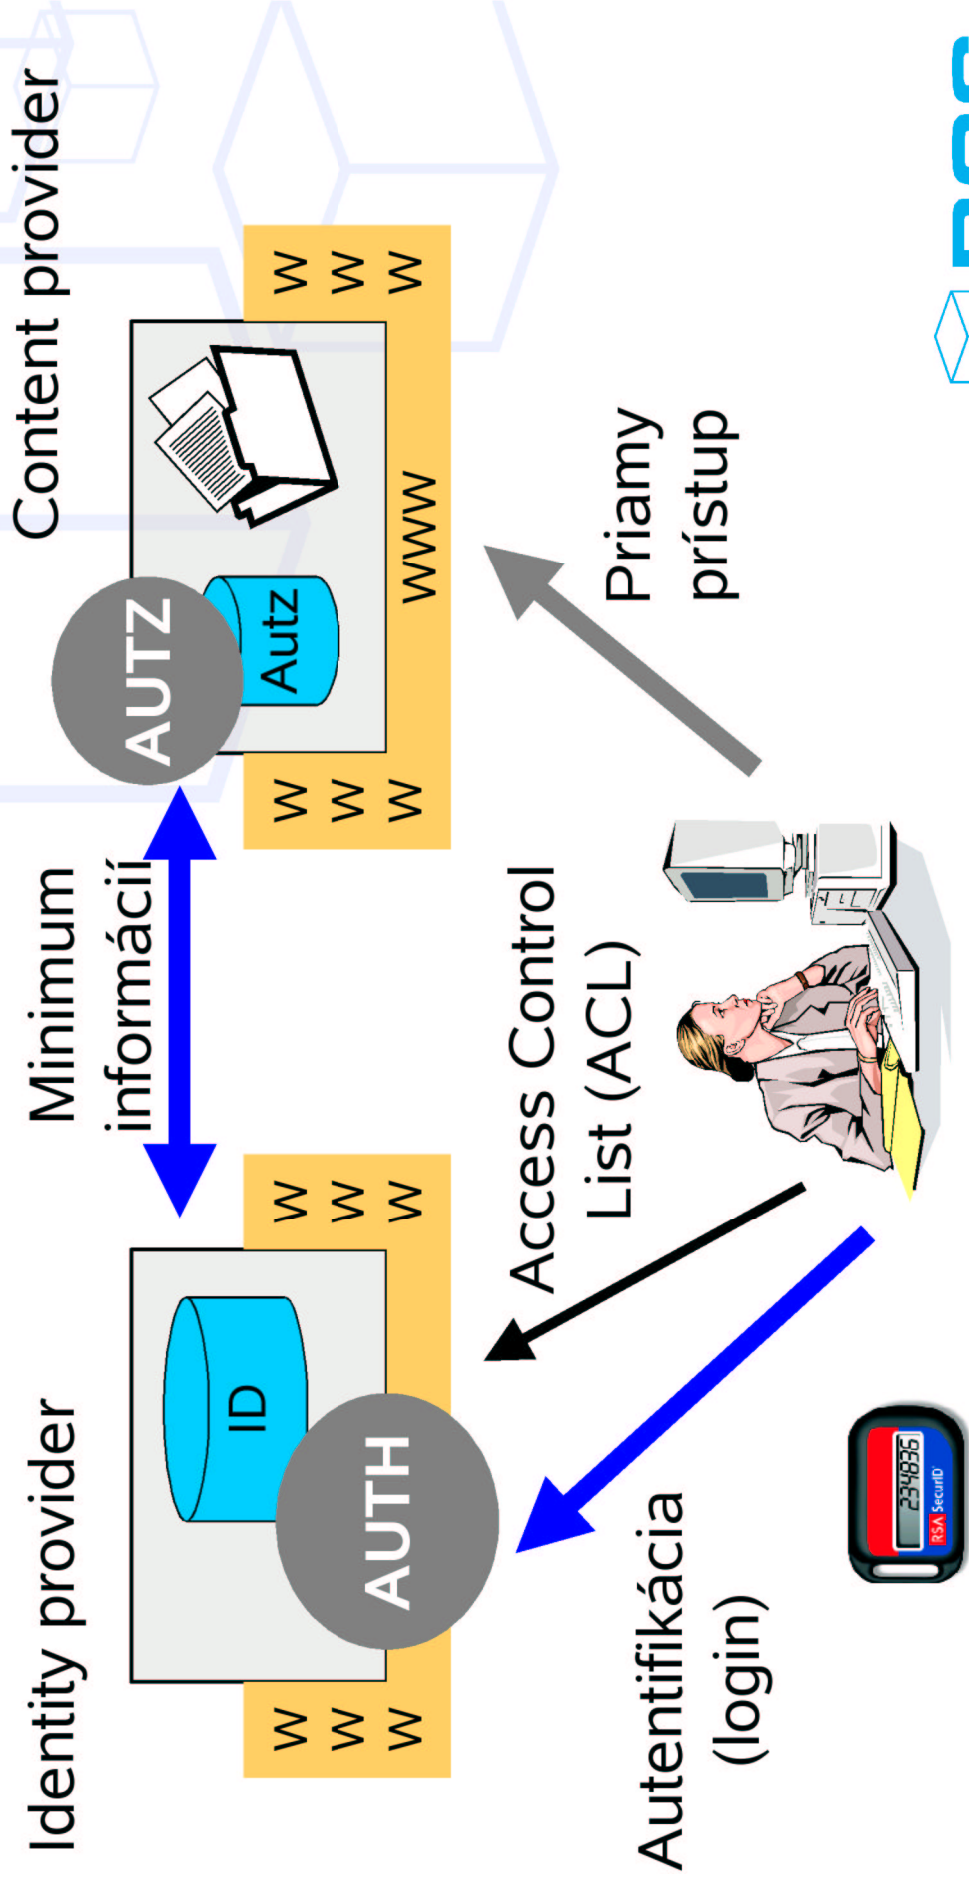 Identity provider
Minimum
informácií
Content provider
ID
AUTH
W
W
W
W
W
W
AUTZ
Autz
W
W
W
WWW
W
W
W
Access Control
List (ACL)
Priamy
prístup
Autentifikácia
(login)
234836
RSA SecurID